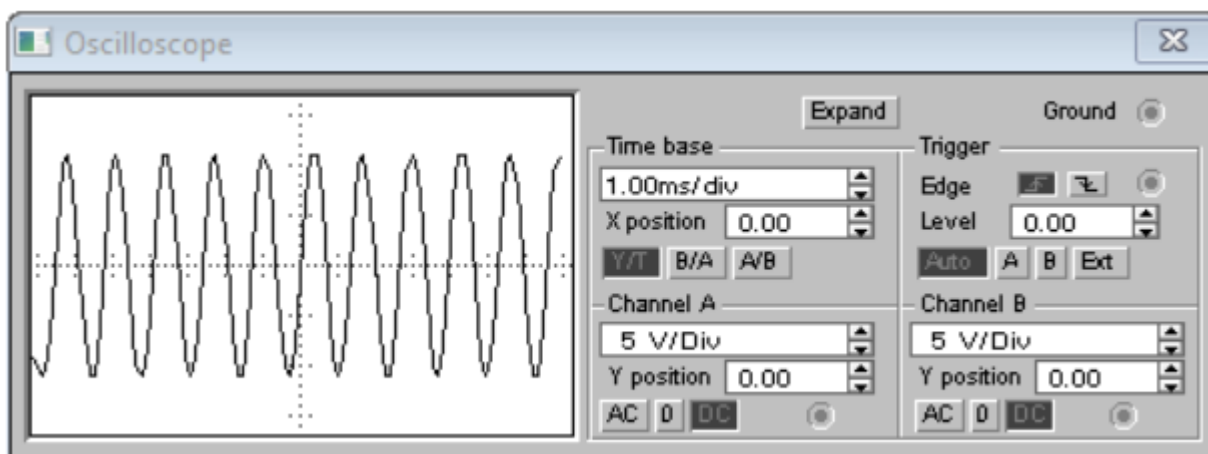 Oscilloscope
Expand
Ground
Time base
1.00ms/div
X position 0.00
Y/T B/A A/B
Trigger
Edge
Level 0.00
Auto A B Ext
Channel A
5 V/Div
Y position 0.00
AC 0 DC
Channel B
5 V/Div
Y position 0.00
AC 0 DC